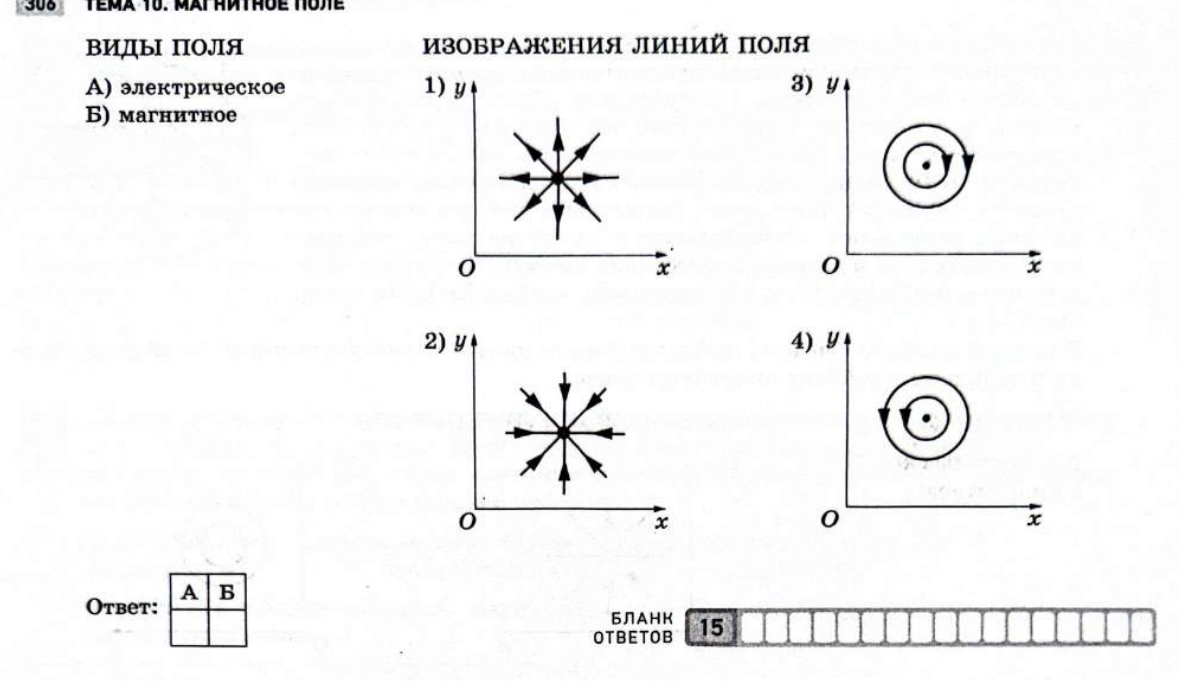 306 ТЕМА 10. МАГНИТНОЕ ПОЛЕ
ВИДЫ ПОЛЯ
А) электрическое
Б) магнитное
ИЗОБРАЖЕНИЯ ЛИНИЙ ПОЛЯ
1) y
O x
3) y
O x
2) y
O x
4) y
O x
Ответ:
А Б
БЛАНК
ОТВЕТОВ
15